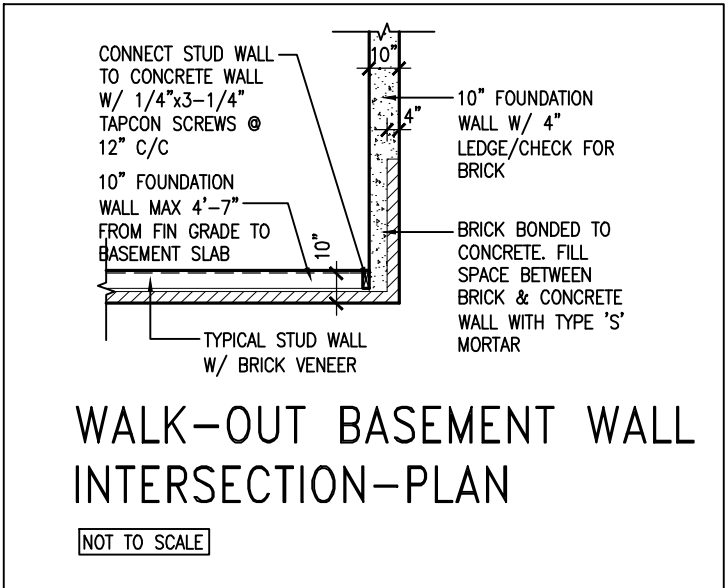 CONNECT STUD WALL
TO CONCRETE WALL
W/ 1/4"x3-1/4"
TAPCON SCREWS @
12" C/C
10" FOUNDATION
WALL MAX 4'-7"
FROM FIN GRADE TO
BASEMENT SLAB
10"
10"
4"
10" FOUNDATION
WALL W/ 4"
LEDGE/CHECK FOR
BRICK
BRICK BONDED TO
CONCRETE. FILL
SPACE BETWEEN
BRICK & CONCRETE
WALL WITH TYPE 'S'
MORTAR
TYPICAL STUD WALL
W/ BRICK VENEER
WALK-OUT BASEMENT WALL
INTERSECTION-PLAN
NOT TO SCALE